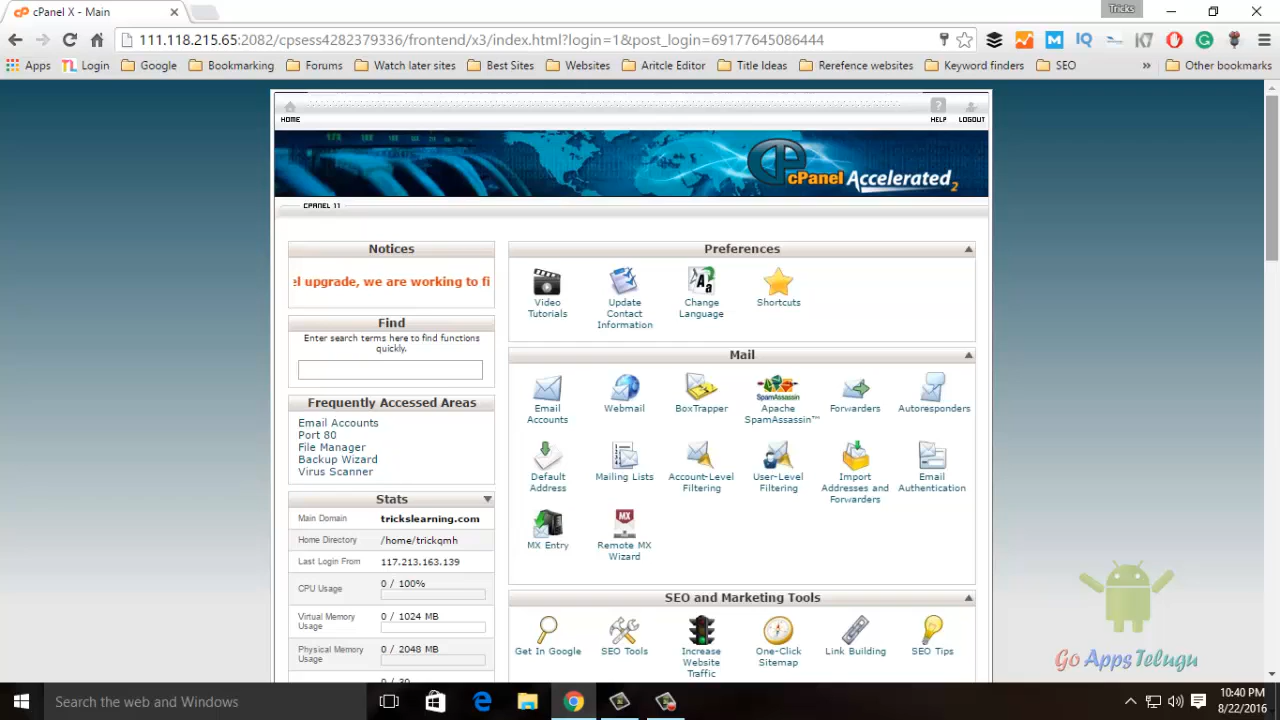 cPanel X - Main
Tricks
111.118.215.65:2082/cpsess4282379336/frontend/x3/index.html?login=1&post_login=69177645086444
Apps
Login
Google
Bookmarking
Forums
Watch later sites
Best Sites
Websites
Aritcle Editor
Title Ideas
Rerefence websites
Keyword finders
SEO
»
Other bookmarks
HOME
HELP
LOGOUT
cPanel Accelerated 2
CPANEL 11
Notices
el upgrade, we are working to fi
Find
Enter search terms here to find functions
quickly.
Frequently Accessed Areas
Email Accounts
Port 80
File Manager
Backup Wizard
Virus Scanner
Stats
Main Domain trickslearning.com
Home Directory /home/trickqmh
Last Login From 117.213.163.139
CPU Usage 0 / 100%
Virtual Memory
Usage
0 / 1024 MB
Physical Memory
Usage
0 / 2048 MB
Preferences
Video
Tutorials
Update
Contact
Information
Change
Language
Shortcuts
Mail
Email
Accounts
Webmail
BoxTrapper
SpamAssassin
Apache
SpamAssassin™
Forwarders
Autoresponders
Default
Address
Mailing Lists
Account-Level
Filtering
User-Level
Filtering
Import
Addresses and
Forwarders
Email
Authentication
MX Entry
MX
Remote MX
Wizard
SEO and Marketing Tools
Get In Google
SEO Tools
Increase
Website
Traffic
One-Click
Sitemap
Link Building
SEO Tips
Go Apps Telugu
Search the web and Windows
10:40 PM
8/22/2016